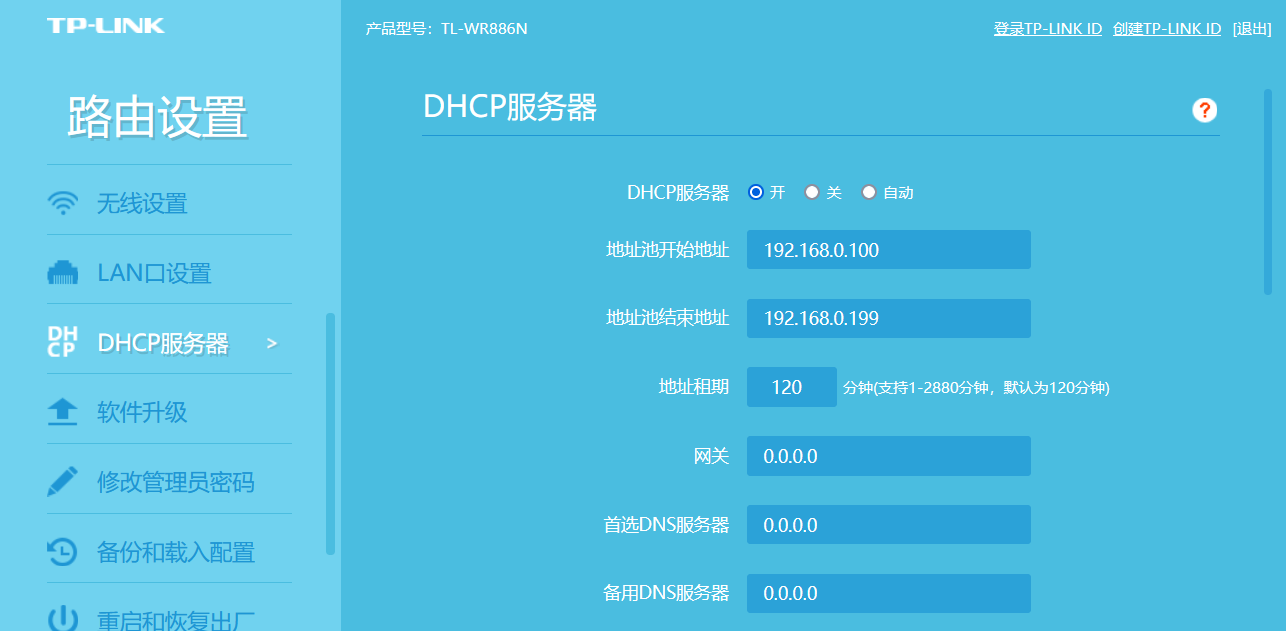 TP-LINK
产品型号：TL-WR886N
登录TP-LINK ID 创建TP-LINK ID [退出]
路由设置
无线设置
LAN口设置
DHCP服务器 >
软件升级
修改管理员密码
备份和载入配置
重启和恢复出厂
DHCP服务器
?
DHCP服务器 开 关 自动
地址池开始地址 192.168.0.100
地址池结束地址 192.168.0.199
地址租期 120 分钟(支持1-2880分钟，默认为120分钟)
网关 0.0.0.0
首选DNS服务器 0.0.0.0
备用DNS服务器 0.0.0.0